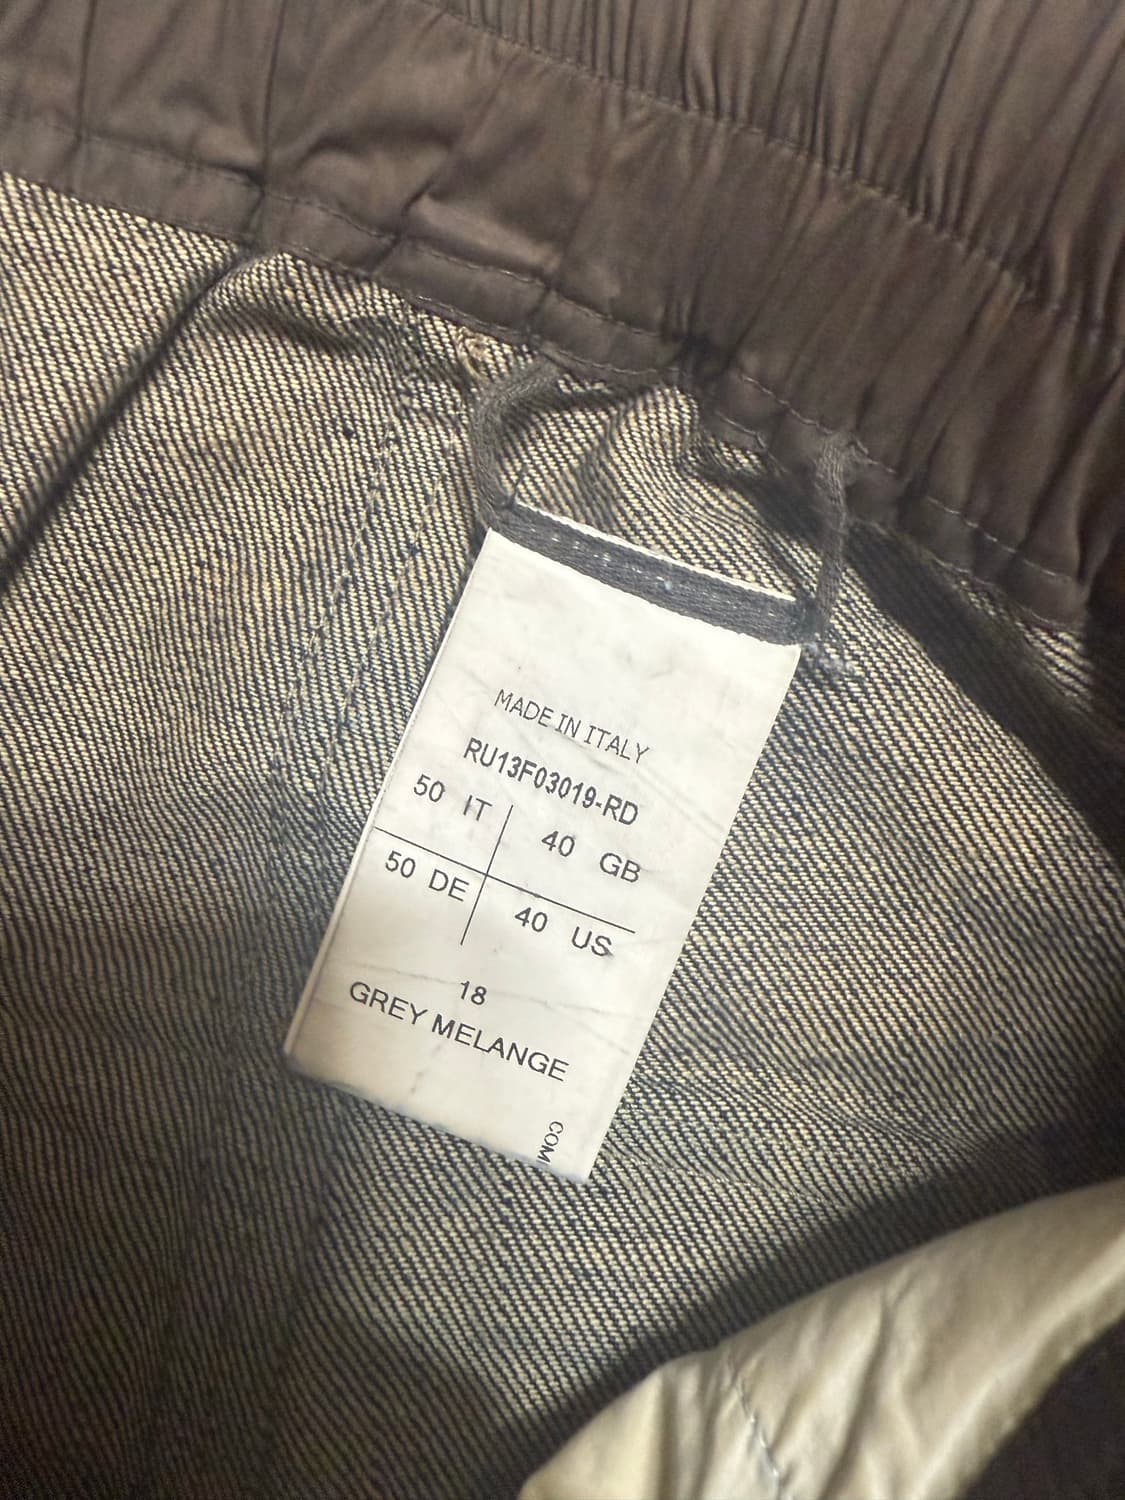 MADE IN ITALY
RU13F03019-RD
50 IT 40 GB
50 DE 40 US
18
GREY MELANGE